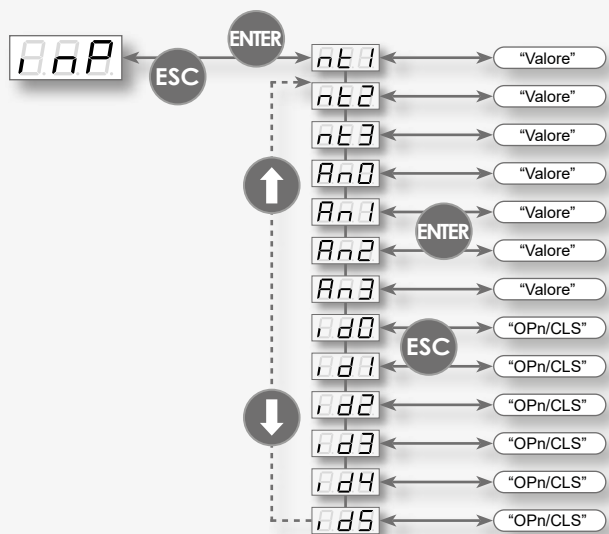 ENTER
inP
ESC
nt1 “Valore”
nt2 “Valore”
nt3 “Valore”
An0 “Valore”
An1 “Valore”
ENTER
An2 “Valore”
An3 “Valore”
id0 “OPn/CLS”
ESC
id1 “OPn/CLS”
id2 “OPn/CLS”
id3 “OPn/CLS”
id4 “OPn/CLS”
id5 “OPn/CLS”